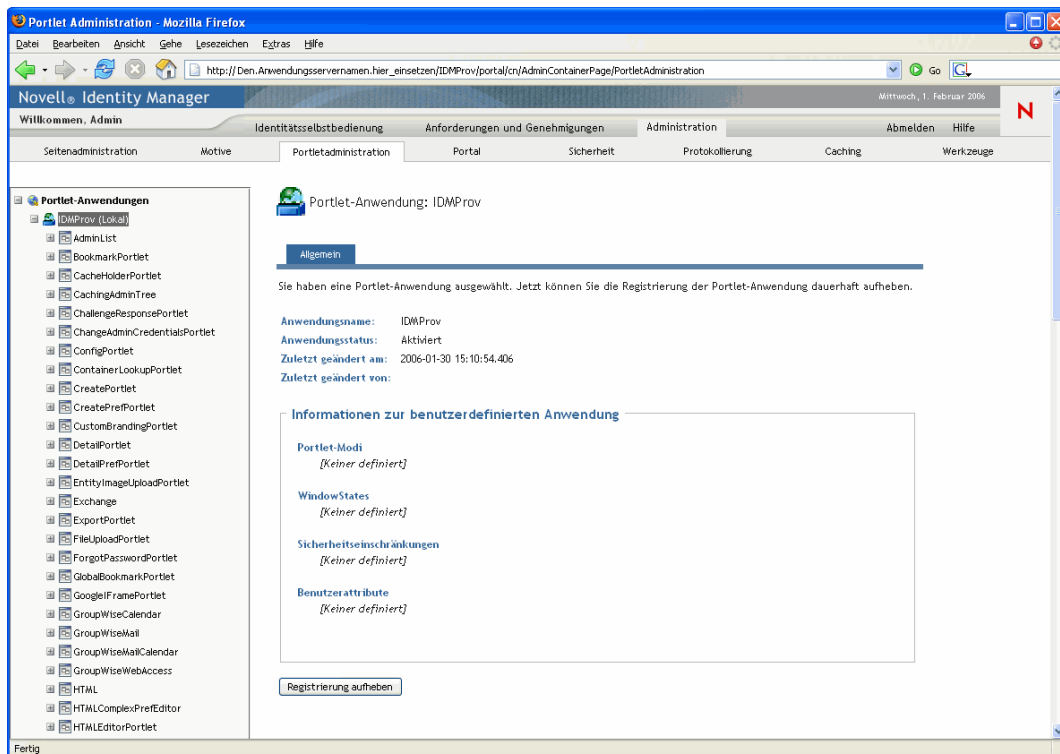 Portlet Administration - Mozilla Firefox
Datei Bearbeiten Ansicht Gehe Lesezeichen Extras Hilfe
http://Den.Anwendungsservernamen.hier_einsetzen/IDMProv/portal/cn/AdminContainerPage/PortletAdministration Go G
Novell® Identity Manager Mittwoch, 1. Februar 2006
N
Willkommen, Admin Identitätsselbstbedienung Anforderungen und Genehmigungen Administration Abmelden Hilfe
Seitenadministration Motive Portletadministration Portal Sicherheit Protokollierung Caching Werkzeuge
Portlet-Anwendungen
IDMProv (Lokal)
AdminList
BookmarkPortlet
CacheHolderPortlet
CachingAdminTree
ChallengeResponsePortlet
ChangeAdminCredentialsPortlet
ConfigPortlet
ContainerLookupPortlet
CreatePortlet
CreatePrefPortlet
CustomBrandingPortlet
DetailPortlet
DetailPrefPortlet
EntityImageUploadPortlet
Exchange
ExportPortlet
FileUploadPortlet
ForgotPasswordPortlet
GlobalBookmarkPortlet
GoogleIFramePortlet
GroupWiseCalendar
GroupWiseMail
GroupWiseMailCalendar
GroupWiseWebAccess
HTML
HTMLComplexPrefEditor
HTMLEditorPortlet
Portlet-Anwendung: IDMProv
Allgemein
Sie haben eine Portlet-Anwendung ausgewählt. Jetzt können Sie die Registrierung der Portlet-Anwendung dauerhaft aufheben.
Anwendungsname: IDMProv
Anwendungsstatus: Aktiviert
Zuletzt geändert am: 2006-01-30 15:10:54.406
Zuletzt geändert von:
Informationen zur benutzerdefinierten Anwendung
Portlet-Modi
[Keiner definiert]
WindowStates
[Keiner definiert]
Sicherheitseinschränkungen
[Keiner definiert]
Benutzerattribute
[Keiner definiert]
Registrierung aufheben
Fertig